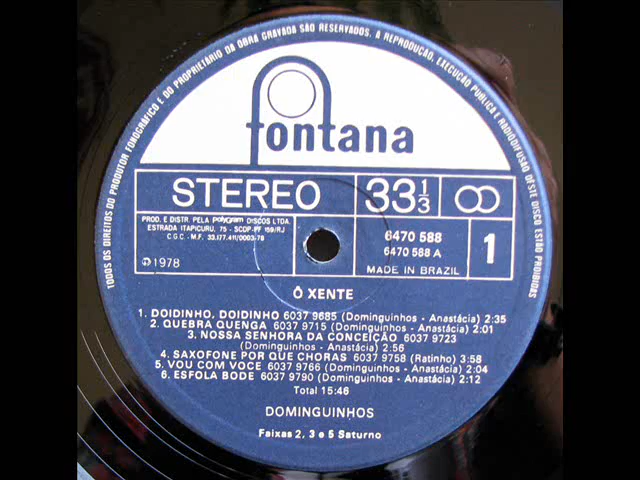 TODOS OS DIREITOS DO PRODUTOR FONOGRÁFICO E DO PROPRIETÁRIO DA OBRA GRAVADA SÃO RESERVADOS. A REPRODUÇÃO, EXECUÇÃO PÚBLICA E RADIODIFUSÃO DESTE DISCO ESTÃO PROIBIDAS
fontana
STEREO 33 1/3
PROD. E DISTR. PELA polyGram DISCOS LTDA.
ESTRADA ITAPICURU, 75 - SCDP-PF 159/RJ
C.G.C. - M.F. 33.177.411/0003-78
℗ 1978
6470 588
6470 588 A
MADE IN BRAZIL
1
Ô XENTE
1. DOIDINHO, DOIDINHO 6037 9685 (Dominguinhos - Anastácia) 2:35
2. QUEBRA QUENGA 6037 9715 (Dominguinhos - Anastácia) 2:01
3. NOSSA SENHORA DA CONCEIÇÃO 6037 9723
(Dominguinhos - Anastácia) 2:56
4. SAXOFONE POR QUE CHORAS 6037 9758 (Ratinho) 3:58
5. VOU COM VOCE 6037 9766 (Dominguinhos - Anastácia) 2:04
6. ESFOLA BODE 6037 9790 (Dominguinhos - Anastácia) 2:12
Total 15:46
DOMINGUINHOS
Faixas 2, 3 e 5 Saturno